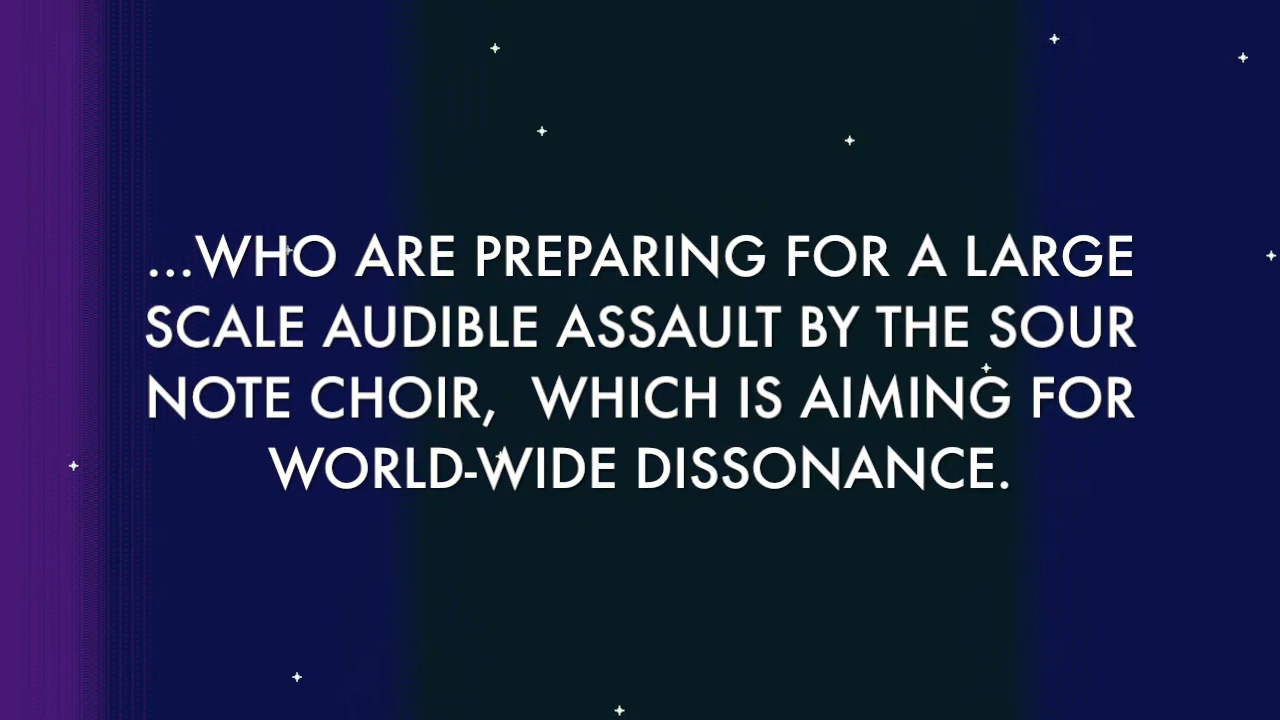 ...WHO ARE PREPARING FOR A LARGE
SCALE AUDIBLE ASSAULT BY THE SOUR
NOTE CHOIR,  WHICH IS AIMING FOR
WORLD-WIDE DISSONANCE.